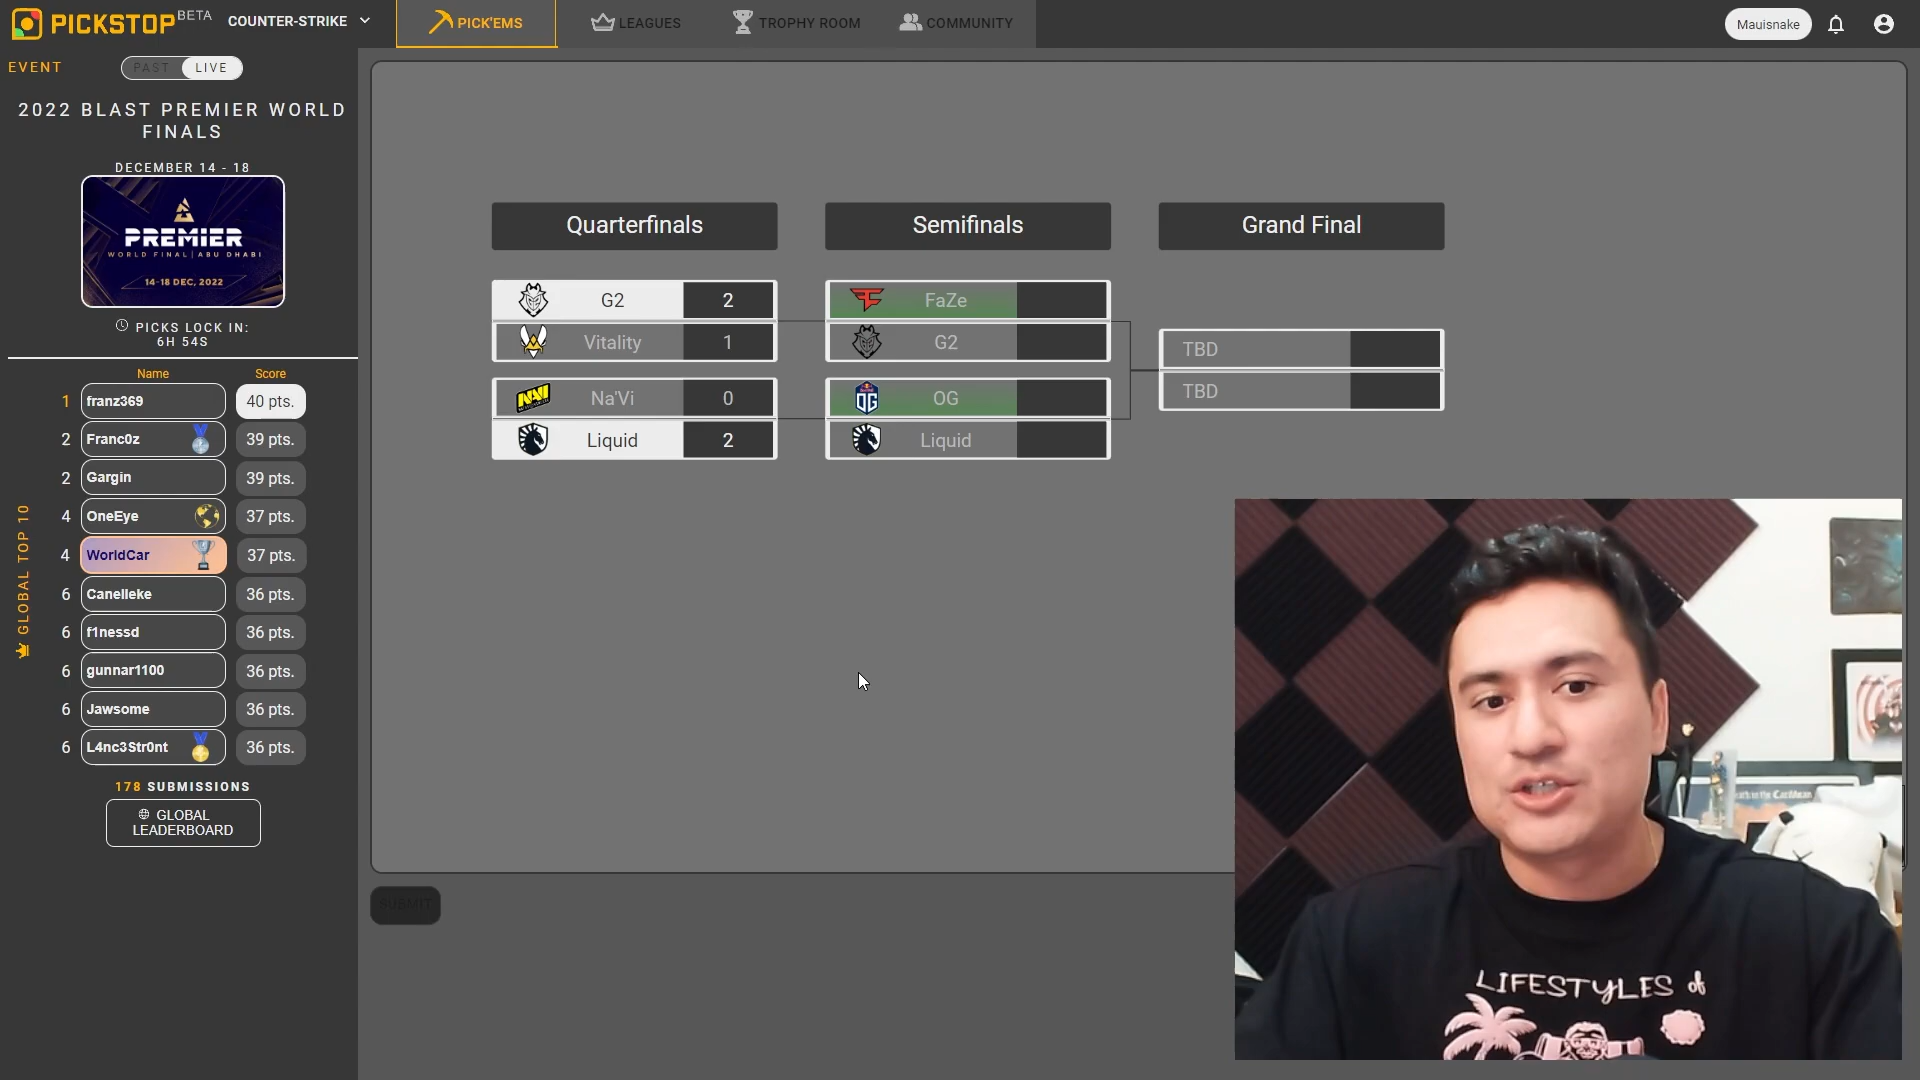 PICKSTOP BETA
COUNTER-STRIKE
PICK'EMS
LEAGUES
TROPHY ROOM
COMMUNITY
Mauisnake
EVENT
PAST
LIVE
2022 BLAST PREMIER WORLD
FINALS
DECEMBER 14 - 18
PREMIER
WORLD FINAL | ABU DHABI
14-18 DEC, 2022
PICKS LOCK IN:
6H 54S
Name Score
1 franz369 40 pts.
2 Franc0z 39 pts.
2 Gargin 39 pts.
4 OneEye 37 pts.
4 WorldCar 37 pts.
6 Canelleke 36 pts.
6 f1nessd 36 pts.
6 gunnar1100 36 pts.
6 Jawsome 36 pts.
6 L4nc3Str0nt 36 pts.
GLOBAL TOP 10
178 SUBMISSIONS
GLOBAL
LEADERBOARD
Quarterfinals
G2 2
Vitality 1
Na'Vi 0
Liquid 2
Semifinals
FaZe
G2
OG
Liquid
Grand Final
TBD
TBD
SUBMIT
LIFESTYLES of